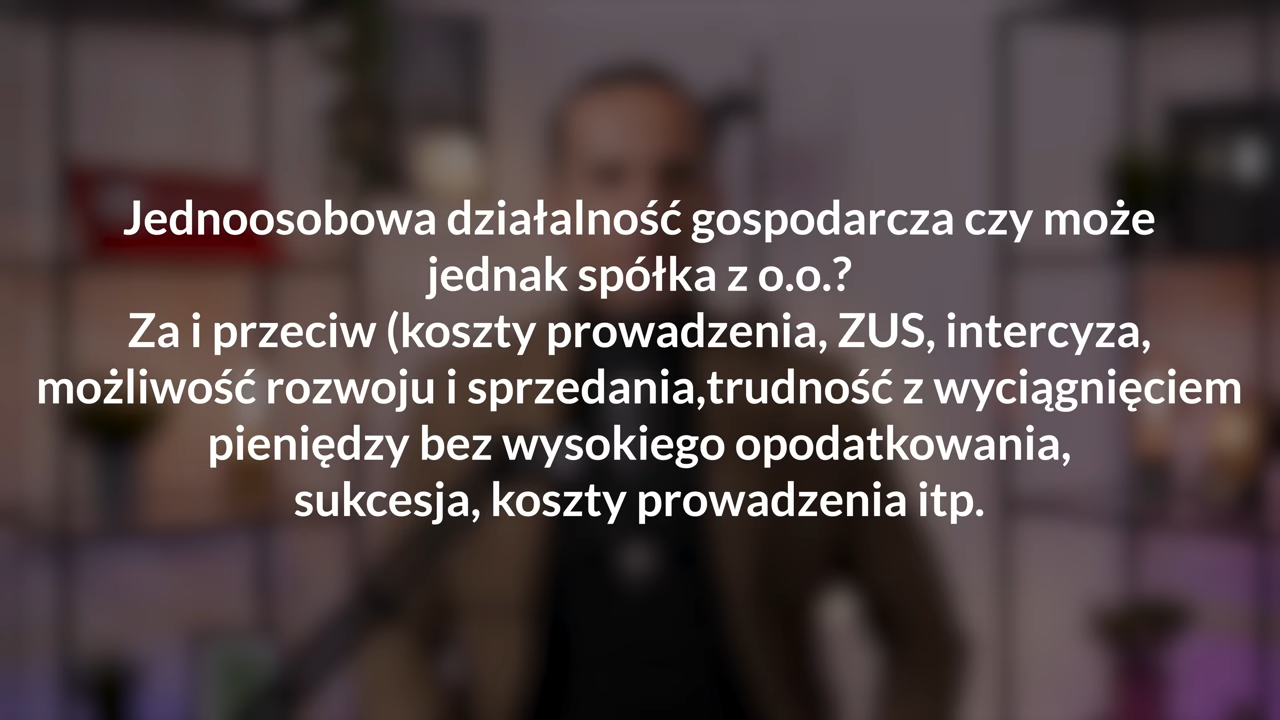 Jednoosobowa działalność gospodarcza czy może
jednak spółka z o.o.?
Za i przeciw (koszty prowadzenia, ZUS, intercyza,
możliwość rozwoju i sprzedania,trudność z wyciągnięciem
pieniędzy bez wysokiego opodatkowania,
sukcesja, koszty prowadzenia itp.